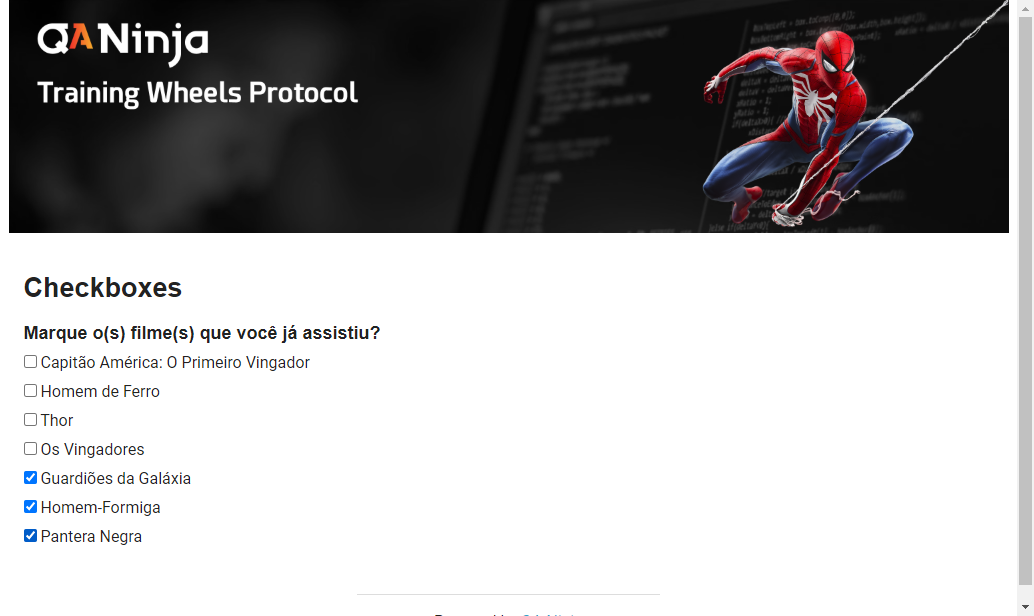 QANinja
Training Wheels Protocol
Checkboxes
Marque o(s) filme(s) que você já assistiu?
Capitão América: O Primeiro Vingador
Homem de Ferro
Thor
Os Vingadores
Guardiões da Galáxia
Homem-Formiga
Pantera Negra